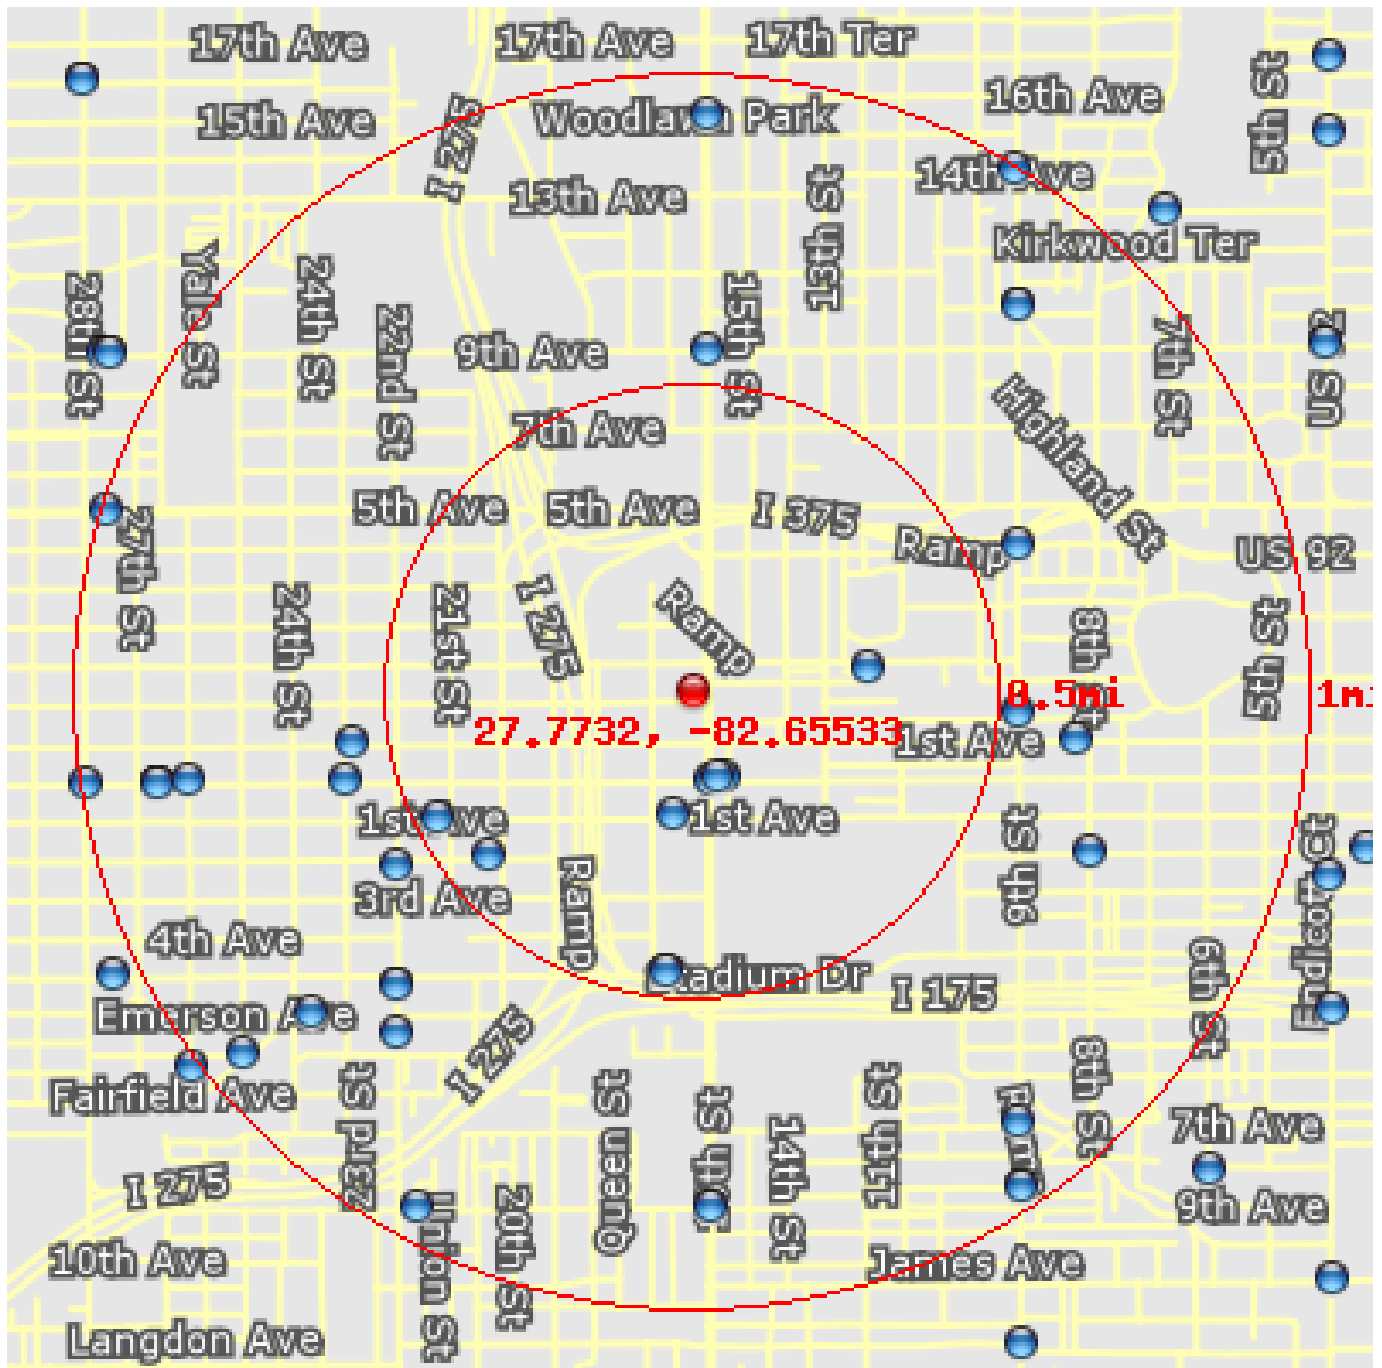 17th Ave
17th Ave
17th Ter
15th Ave
I 275
Woodlawn Park
16th Ave
5th St
13th Ave
13th St
14th Ave
Kirkwood Ter
28th St
Yale St
24th St
22nd St
9th Ave
15th St
7th St
US 92
7th Ave
Highland St
5th Ave
5th Ave
I 375
Ramp
US 92
27th St
24th St
21st St
I 275
Ramp
8th St
5th St
0.5mi
1mi
27.7732, -82.65533
1st Ave
1st Ave
1st Ave
3rd Ave
Ramp
9th St
Endicott Ct
4th Ave
Stadium Dr
I 175
6th St
Emerson Ave
I 275
Fairfield Ave
23rd St
Queen St
14th St
11th St
8th St
7th Ave
I 275
20th St
9th Ave
10th Ave
Union St
James Ave
Langdon Ave